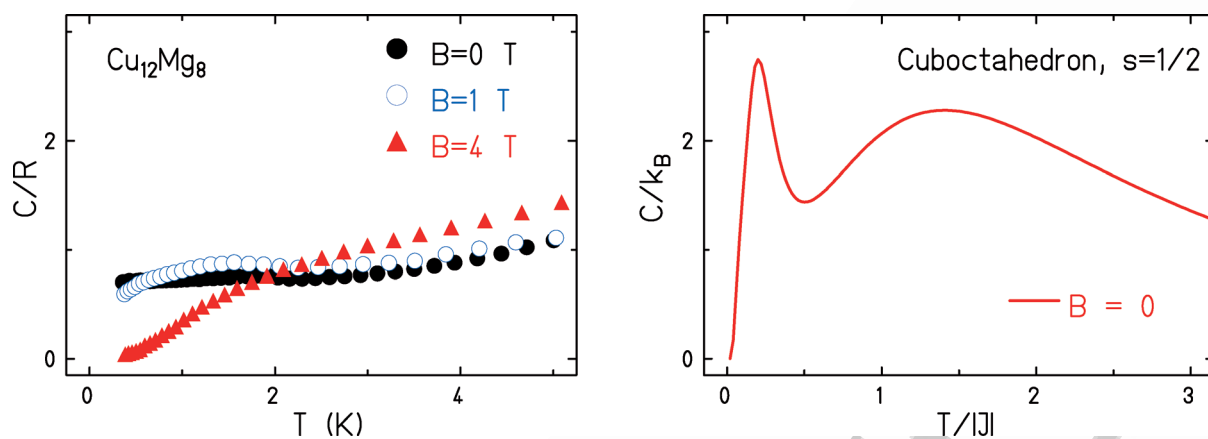 Cu₁₂Mg₈
B=0 T
B=1 T
B=4 T
2
0
C/R
0
2
4
T (K)
Cuboctahedron, s=1/2
B = 0
2
0
C/kB
0
1
2
3
T/|J|